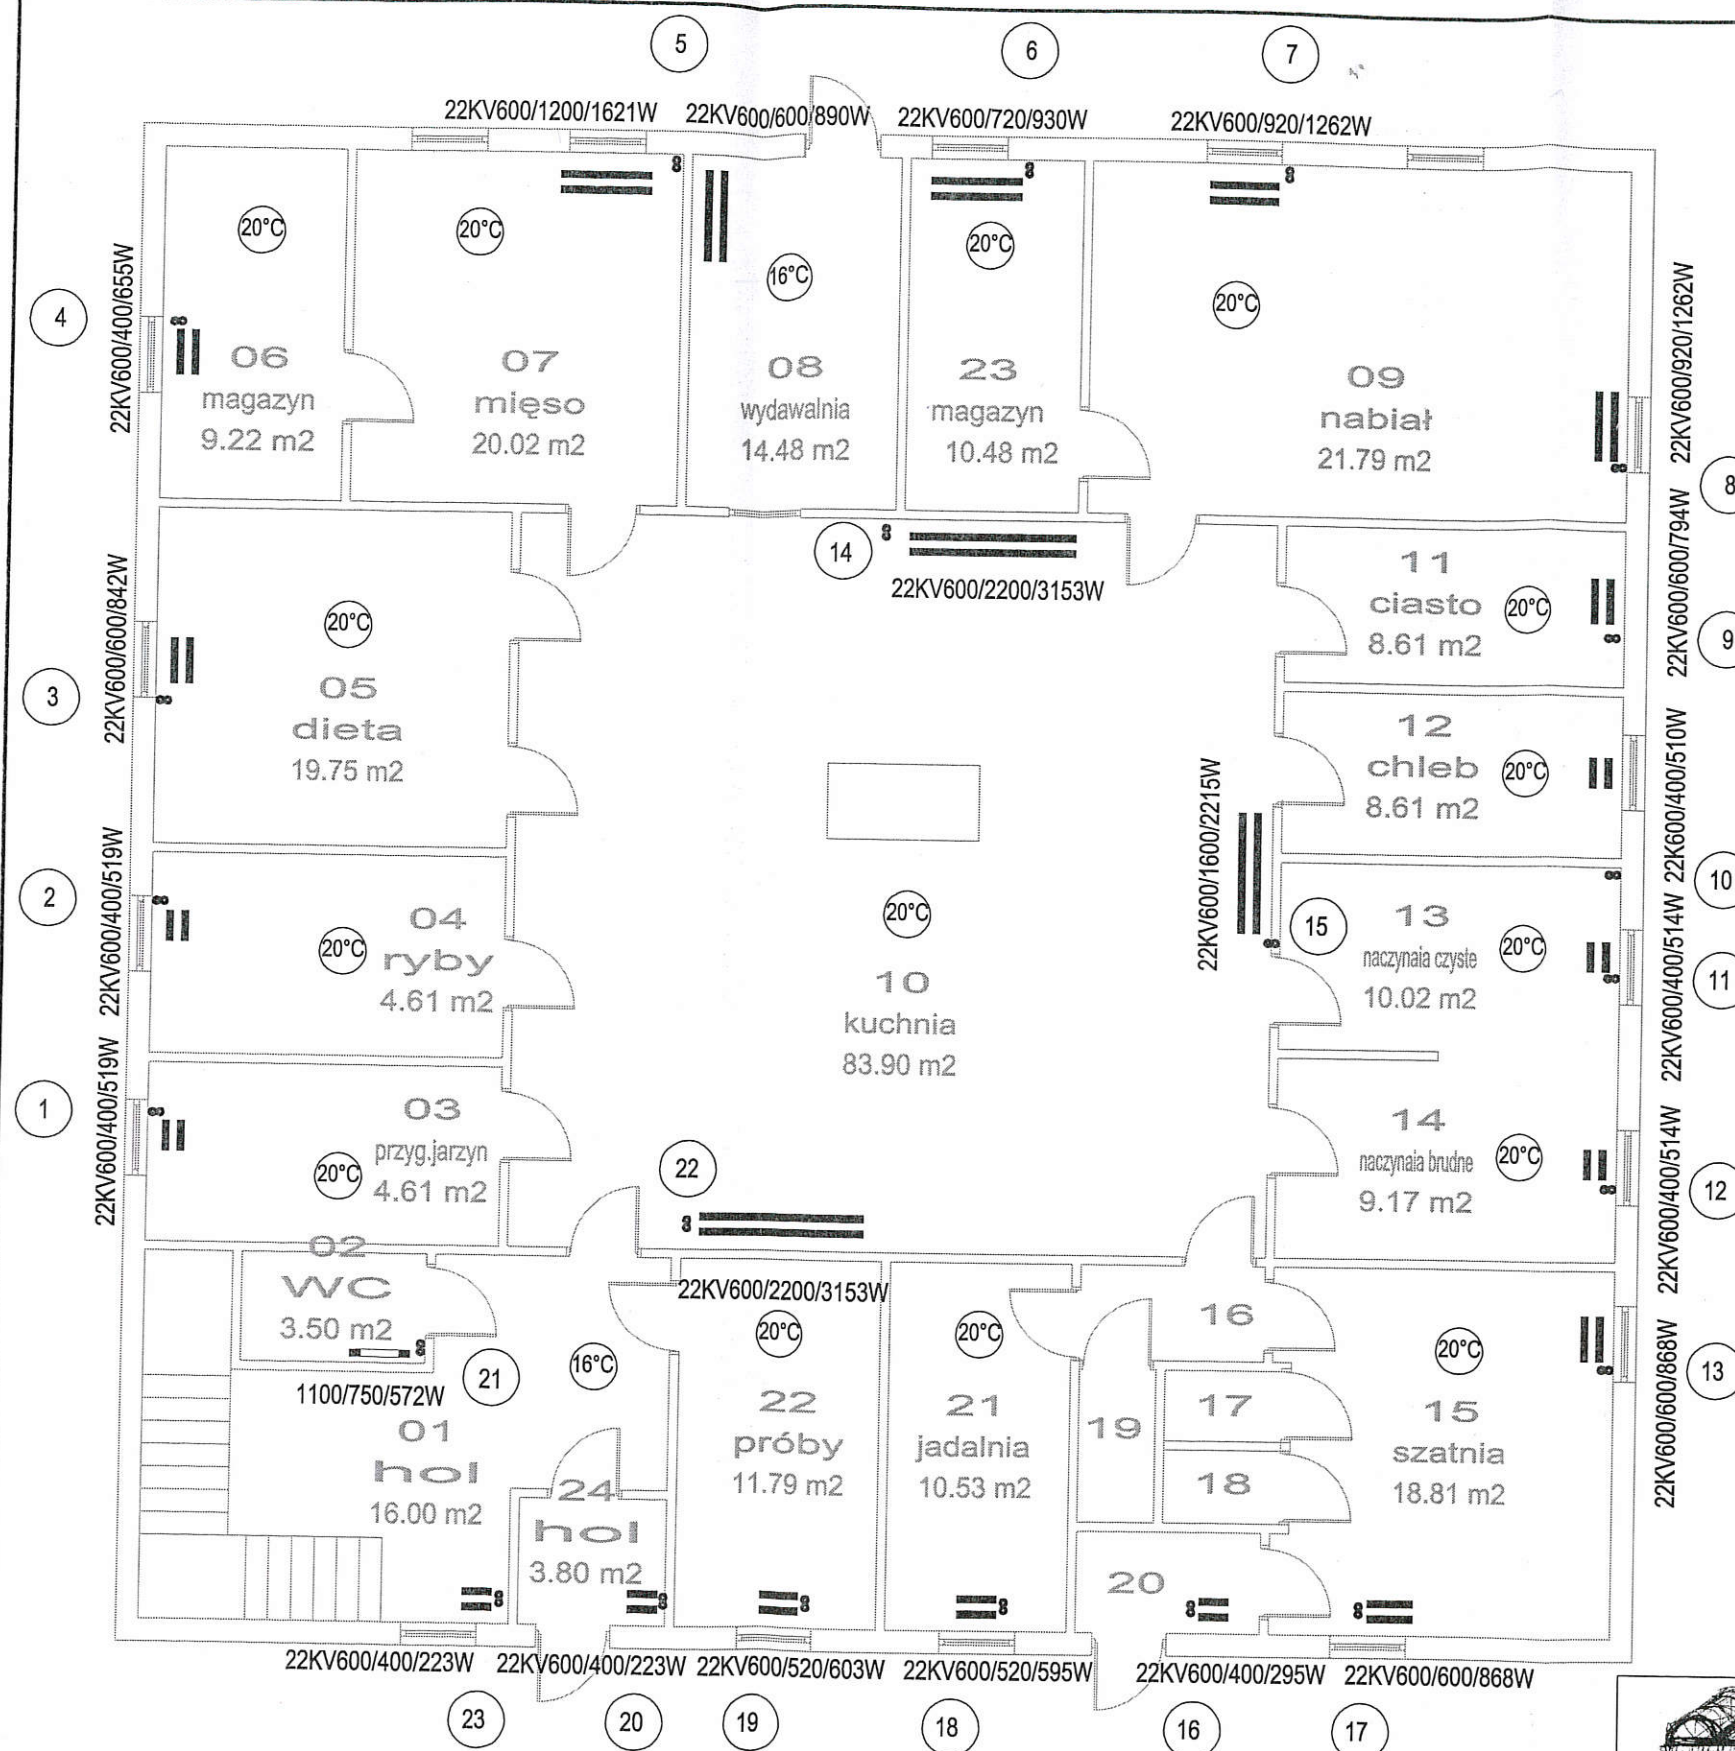 5
6
7
22KV600/1200/1621W
22KV600/600/890W
22KV600/720/930W
22KV600/920/1262W
4
22KV600/400/655W
20°C
06
magazyn
9.22 m2
20°C
07
mięso
20.02 m2
16°C
08
wydawalnia
14.48 m2
20°C
23
magazyn
10.48 m2
20°C
09
nabiał
21.79 m2
22KV600/920/1262W
8
14
22KV600/2200/3153W
3
22KV600/600/842W
20°C
05
dieta
19.75 m2
11
ciasto
8.61 m2
20°C
22KV600/600/794W
9
12
chleb
8.61 m2
20°C
22K600/400/510W
10
2
22KV600/400/519W
20°C
04
ryby
4.61 m2
20°C
10
kuchnia
83.90 m2
22KV600/1600/2215W
15
13
naczynaia czyste
10.02 m2
20°C
22KV600/400/514W
11
1
22KV600/400/519W
20°C
03
przyg.jarzyn
4.61 m2
22
22KV600/2200/3153W
14
naczynaia brudne
9.17 m2
20°C
22KV600/400/514W
12
02
WC
3.50 m2
1100/750/572W
21
16°C
01
hol
16.00 m2
24
hol
3.80 m2
20°C
22
próby
11.79 m2
20°C
21
jadalnia
10.53 m2
16
17
18
19
20
20°C
15
szatnia
18.81 m2
22KV600/600/868W
13
22KV600/400/223W
22KV600/400/223W
22KV600/520/603W
22KV600/520/595W
22KV600/400/295W
22KV600/600/868W
23
20
19
18
16
17